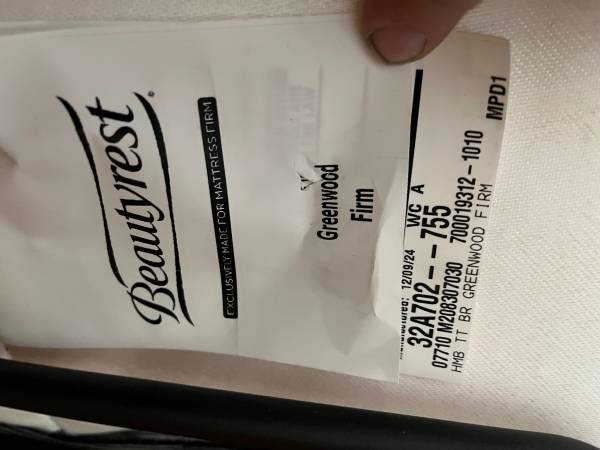 Beautyrest®
EXCLUSIVELY MADE FOR MATTRESS FIRM
Greenwood
Firm
Manufactured: 12/09/24 WC A
32A702--755
07710 M208307030 700019312-1010 MPD1
HMB TT BR GREENWOOD FIRM